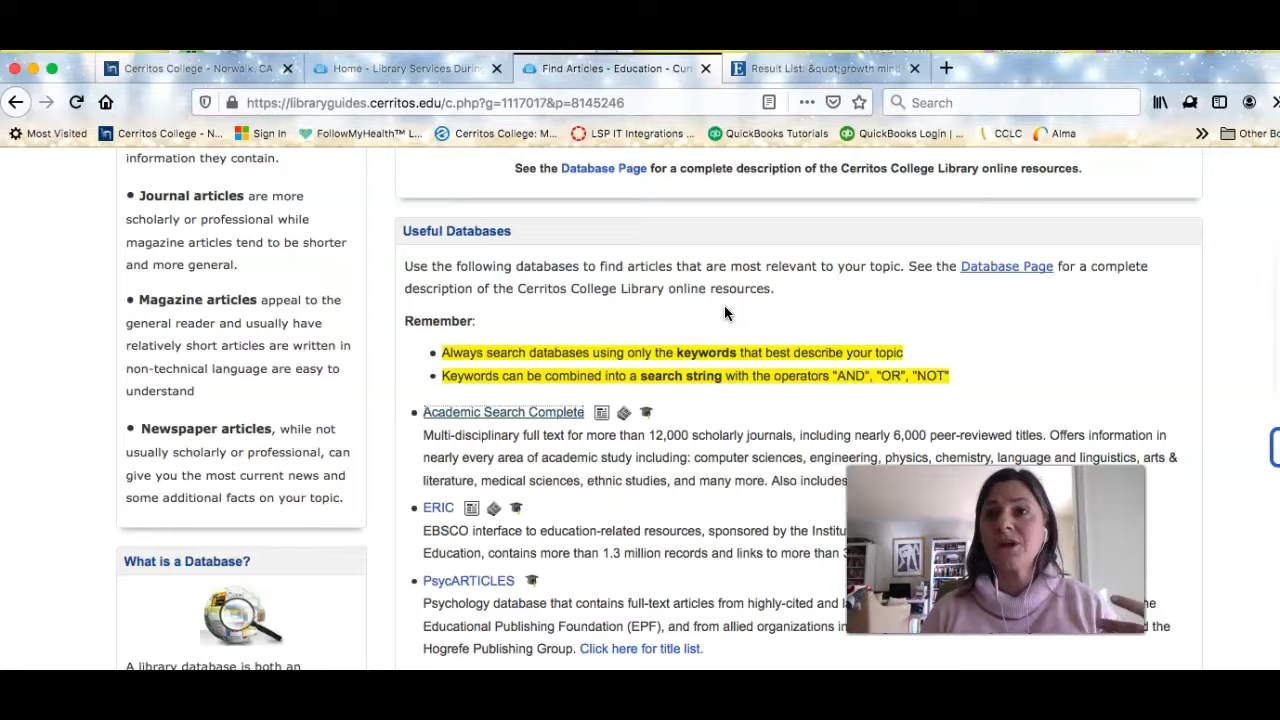 Cerritos College - Norwalk, CA
Home - Library Services Durin
Find Articles - Education - Curr
Result List: &quot;growth mind
https://libraryguides.cerritos.edu/c.php?g=1117017&p=8145246
Search
Most Visited
Cerritos College - N...
Sign In
FollowMyHealth™ L...
Cerritos College: M...
LSP IT Integrations ...
QuickBooks Tutorials
QuickBooks Login | ...
CCLC
Alma
Other Bo
information they contain.
• Journal articles are more
scholarly or professional while
magazine articles tend to be shorter
and more general.
• Magazine articles appeal to the
general reader and usually have
relatively short articles are written in
non-technical language are easy to
understand
• Newspaper articles, while not
usually scholarly or professional, can
give you the most current news and
some additional facts on your topic.
What is a Database?
A library database is both an
See the Database Page for a complete description of the Cerritos College Library online resources.
Useful Databases
Use the following databases to find articles that are most relevant to your topic. See the Database Page for a complete
description of the Cerritos College Library online resources.
Remember:
• Always search databases using only the keywords that best describe your topic
• Keywords can be combined into a search string with the operators "AND", "OR", "NOT"
• Academic Search Complete
Multi-disciplinary full text for more than 12,000 scholarly journals, including nearly 6,000 peer-reviewed titles. Offers information in
nearly every area of academic study including: computer sciences, engineering, physics, chemistry, language and linguistics, arts &
literature, medical sciences, ethnic studies, and many more. Also includes
• ERIC
EBSCO interface to education-related resources, sponsored by the Institu
Education, contains more than 1.3 million records and links to more than 3
• PsycARTICLES
Psychology database that contains full-text articles from highly-cited and l
Educational Publishing Foundation (EPF), and from allied organizations in
d the
Hogrefe Publishing Group. Click here for title list.